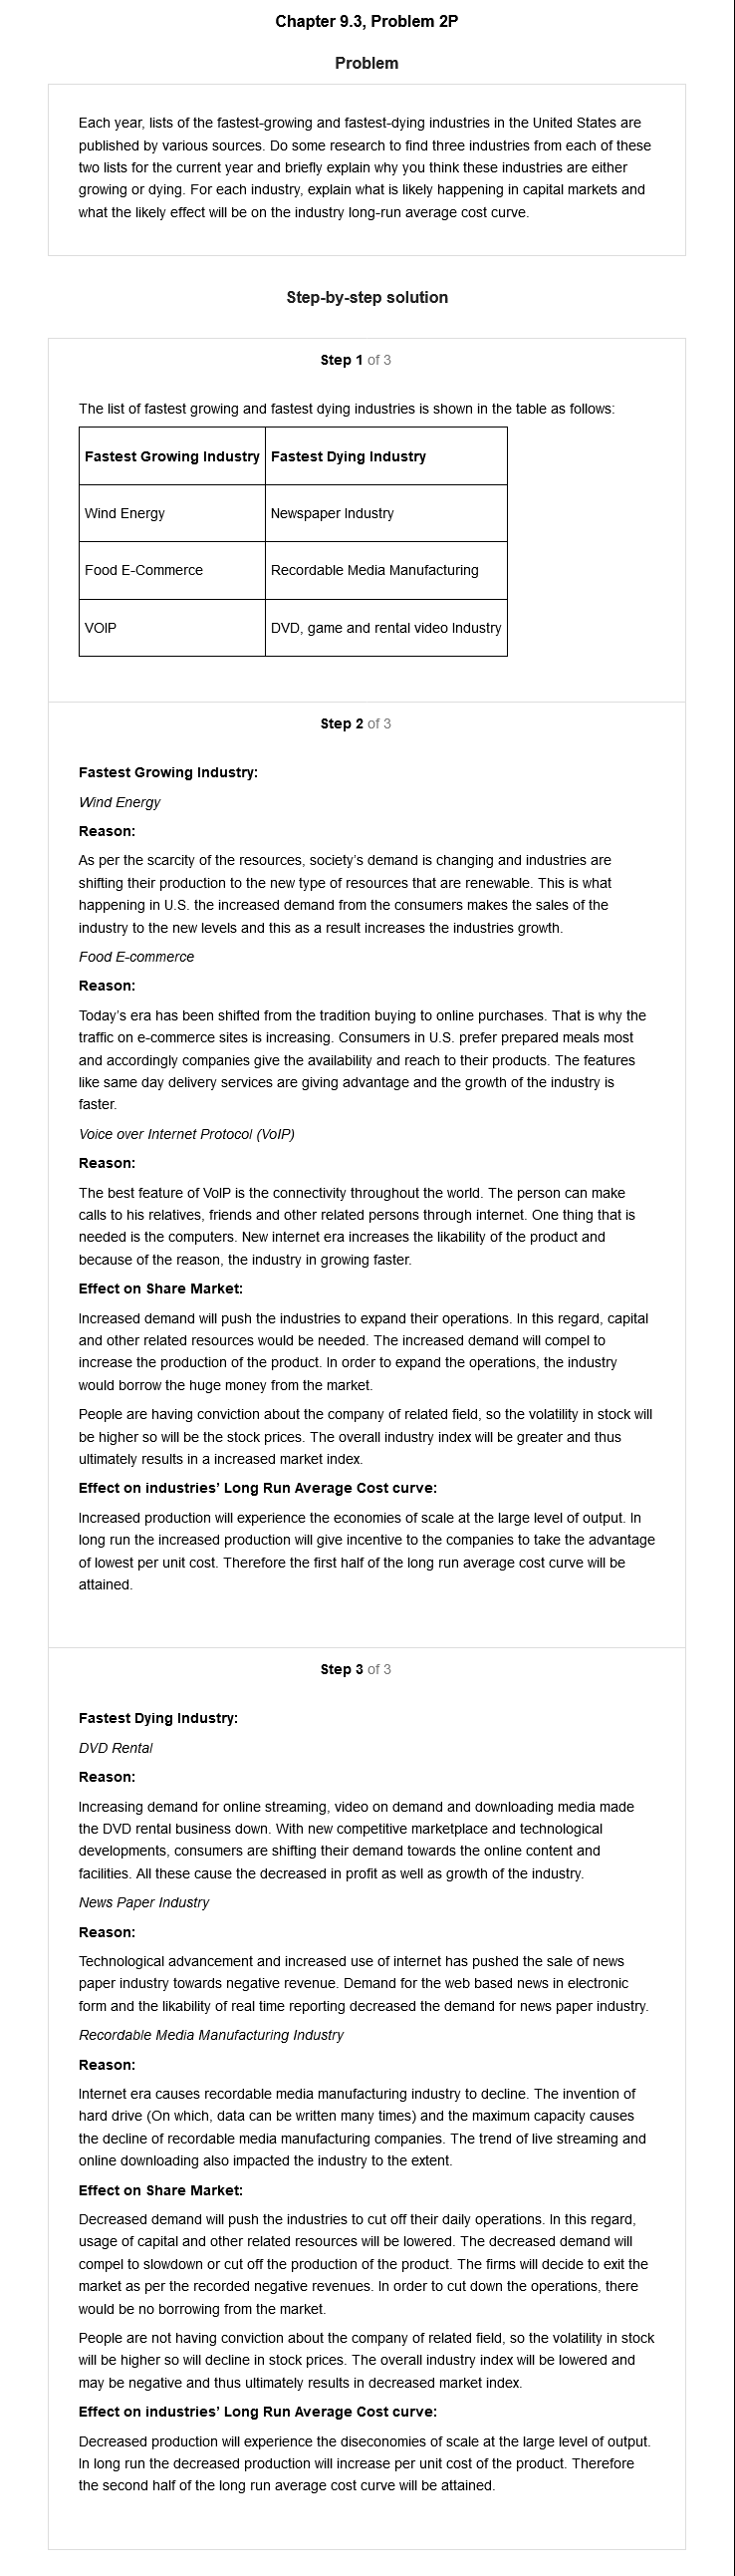 Chapter 9.3, Problem 2P
Problem
Each year, lists of the fastest-growing and fastest-dying industries in the United States are
published by various sources. Do some research to find three industries from each of these
two lists for the current year and briefly explain why you think these industries are either
growing or dying. For each industry, explain what is likely happening in capital markets and
what the likely effect will be on the industry long-run average cost curve.
Step-by-step solution
Step 1 of 3
The list of fastest growing and fastest dying industries is shown in the table as follows:
Fastest Growing Industry Fastest Dying Industry
Wind Energy Newspaper Industry
Food E-Commerce Recordable Media Manufacturing
VOIP DVD, game and rental video Industry
Step 2 of 3
Fastest Growing Industry:
Wind Energy
Reason:
As per the scarcity of the resources, society's demand is changing and industries are
shifting their production to the new type of resources that are renewable. This is what
happening in U.S. the increased demand from the consumers makes the sales of the
industry to the new levels and this as a result increases the industries growth.
Food E-commerce
Reason:
Today's era has been shifted from the tradition buying to online purchases. That is why the
traffic on e-commerce sites is increasing. Consumers in U.S. prefer prepared meals most
and accordingly companies give the availability and reach to their products. The features
like same day delivery services are giving advantage and the growth of the industry is
faster.
Voice over Internet Protocol (VoIP)
Reason:
The best feature of VoIP is the connectivity throughout the world. The person can make
calls to his relatives, friends and other related persons through internet. One thing that is
needed is the computers. New internet era increases the likability of the product and
because of the reason, the industry in growing faster.
Effect on Share Market:
Increased demand will push the industries to expand their operations. In this regard, capital
and other related resources would be needed. The increased demand will compel to
increase the production of the product. In order to expand the operations, the industry
would borrow the huge money from the market.
People are having conviction about the company of related field, so the volatility in stock will
be higher so will be the stock prices. The overall industry index will be greater and thus
ultimately results in a increased market index.
Effect on industries' Long Run Average Cost curve:
Increased production will experience the economies of scale at the large level of output. In
long run the increased production will give incentive to the companies to take the advantage
of lowest per unit cost. Therefore the first half of the long run average cost curve will be
attained.
Step 3 of 3
Fastest Dying Industry:
DVD Rental
Reason:
Increasing demand for online streaming, video on demand and downloading media made
the DVD rental business down. With new competitive marketplace and technological
developments, consumers are shifting their demand towards the online content and
facilities. All these cause the decreased in profit as well as growth of the industry.
News Paper Industry
Reason:
Technological advancement and increased use of internet has pushed the sale of news
paper industry towards negative revenue. Demand for the web based news in electronic
form and the likability of real time reporting decreased the demand for news paper industry.
Recordable Media Manufacturing Industry
Reason:
Internet era causes recordable media manufacturing industry to decline. The invention of
hard drive (On which, data can be written many times) and the maximum capacity causes
the decline of recordable media manufacturing companies. The trend of live streaming and
online downloading also impacted the industry to the extent.
Effect on Share Market:
Decreased demand will push the industries to cut off their daily operations. In this regard,
usage of capital and other related resources will be lowered. The decreased demand will
compel to slowdown or cut off the production of the product. The firms will decide to exit the
market as per the recorded negative revenues. In order to cut down the operations, there
would be no borrowing from the market.
People are not having conviction about the company of related field, so the volatility in stock
will be higher so will decline in stock prices. The overall industry index will be lowered and
may be negative and thus ultimately results in decreased market index.
Effect on industries' Long Run Average Cost curve:
Decreased production will experience the diseconomies of scale at the large level of output.
In long run the decreased production will increase per unit cost of the product. Therefore
the second half of the long run average cost curve will be attained.